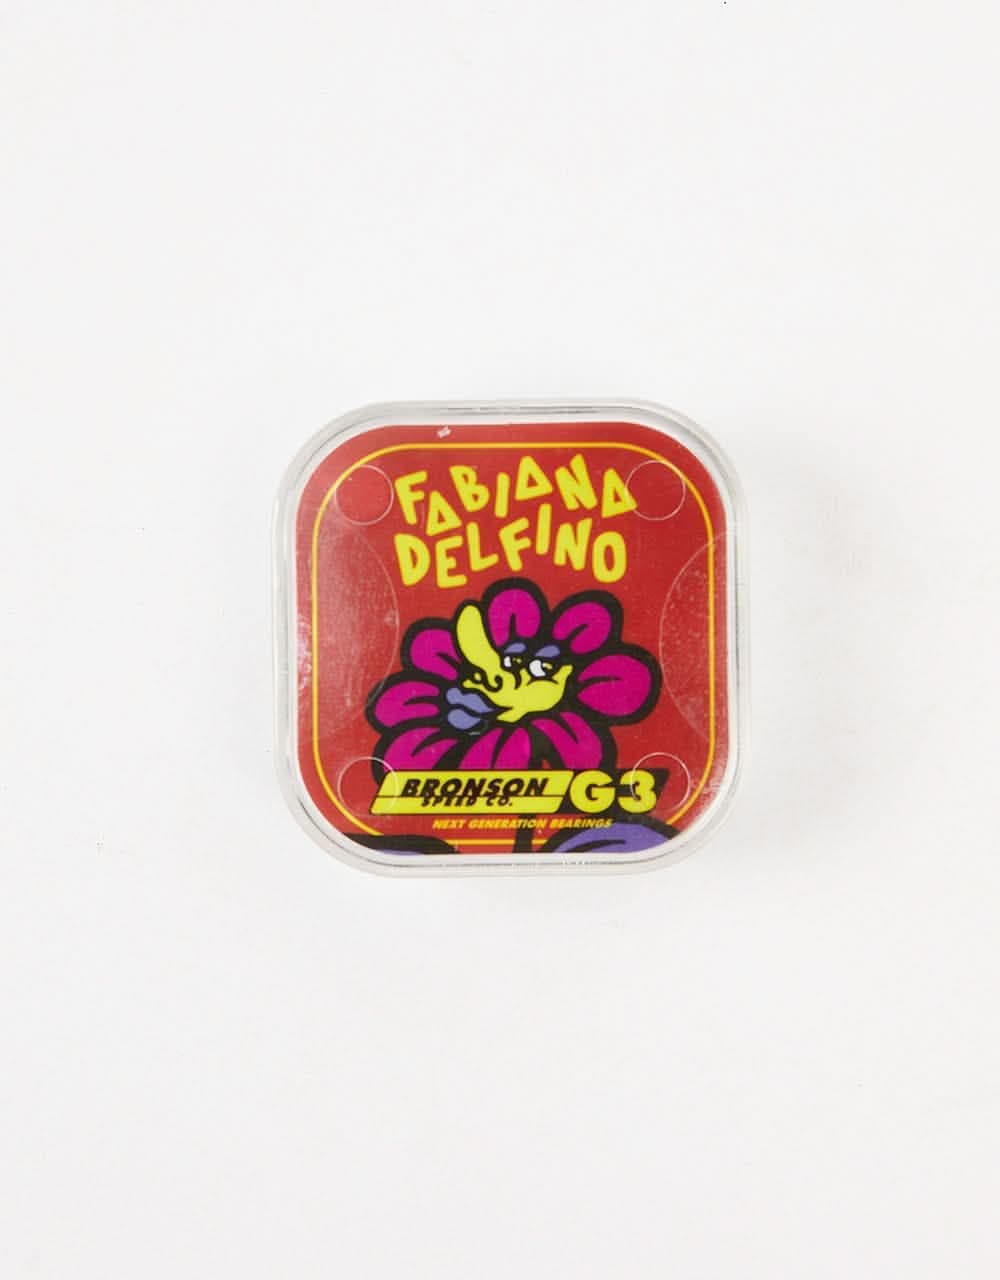 FABIANA
DELFINO
BRONSON G3
SPEED CO.
NEXT GENERATION BEARINGS